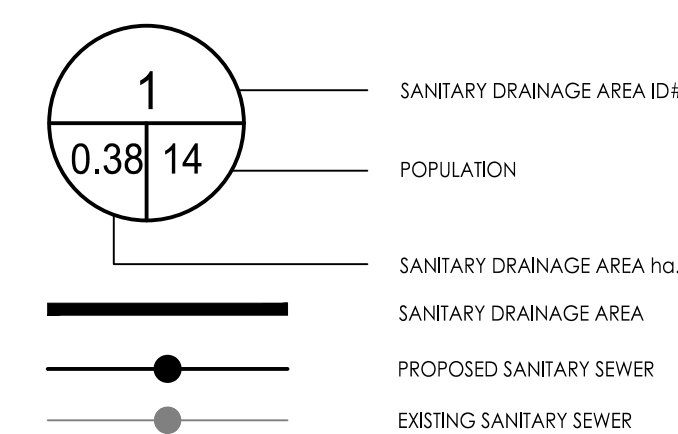 1
SANITARY DRAINAGE AREA ID#
0.38 14
POPULATION
SANITARY DRAINAGE AREA ha.
SANITARY DRAINAGE AREA
PROPOSED SANITARY SEWER
EXISTING SANITARY SEWER